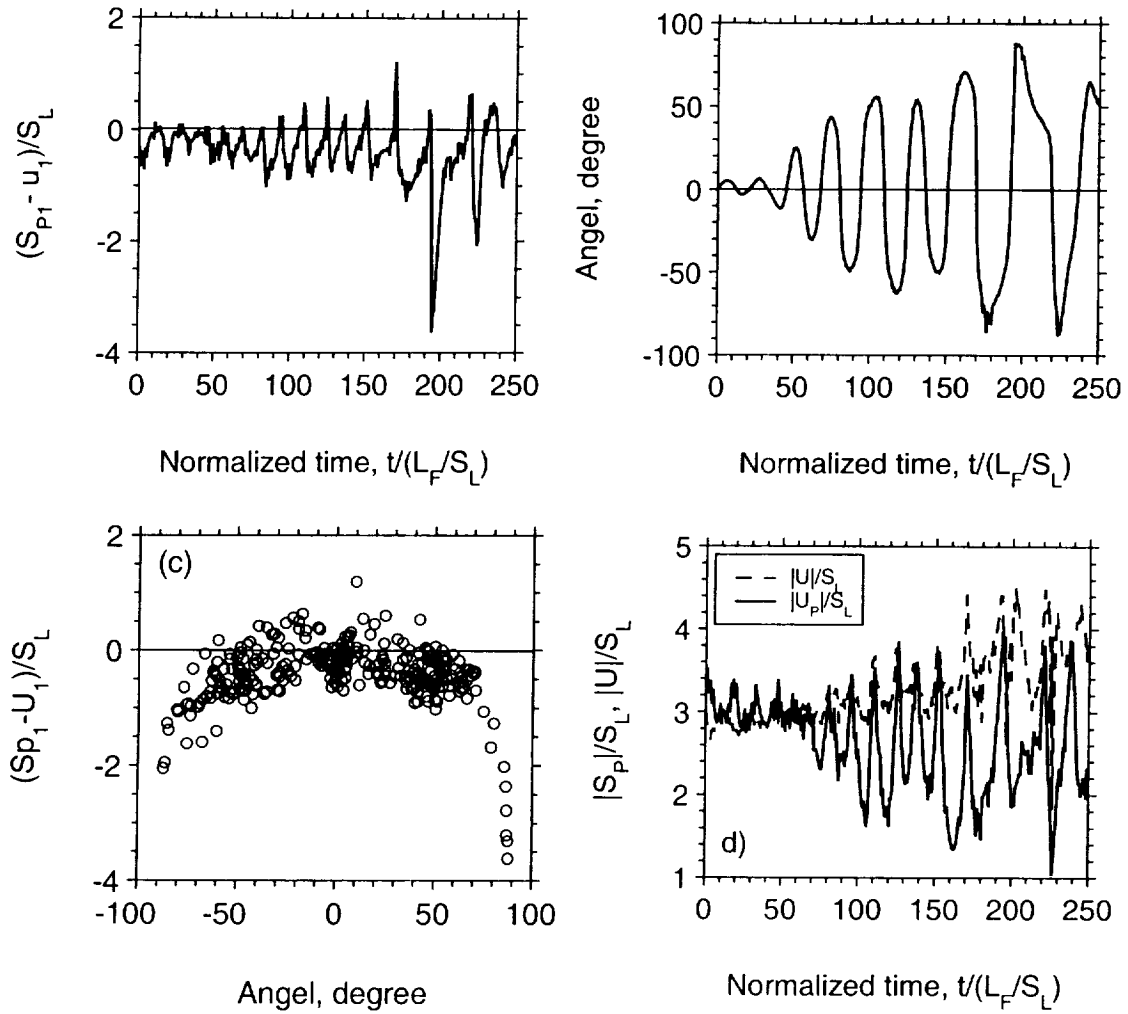 2
0
-2
-4
(S_P1 - u_1)/S_L
0 50 100 150 200 250
Normalized time, t/(L_F/S_L)
100
50
0
-50
-100
Angel, degree
0 50 100 150 200 250
Normalized time, t/(L_F/S_L)
2
0
-2
-4
(Sp_1 -U_1)/S_L
(c)
-100 -50 0 50 100
Angel, degree
5
4
3
2
1
|S_P|/S_L, |U|/S_L
|U|/S_L
|U_P|/S_L
d)
0 50 100 150 200 250
Normalized time, t/(L_F/S_L)